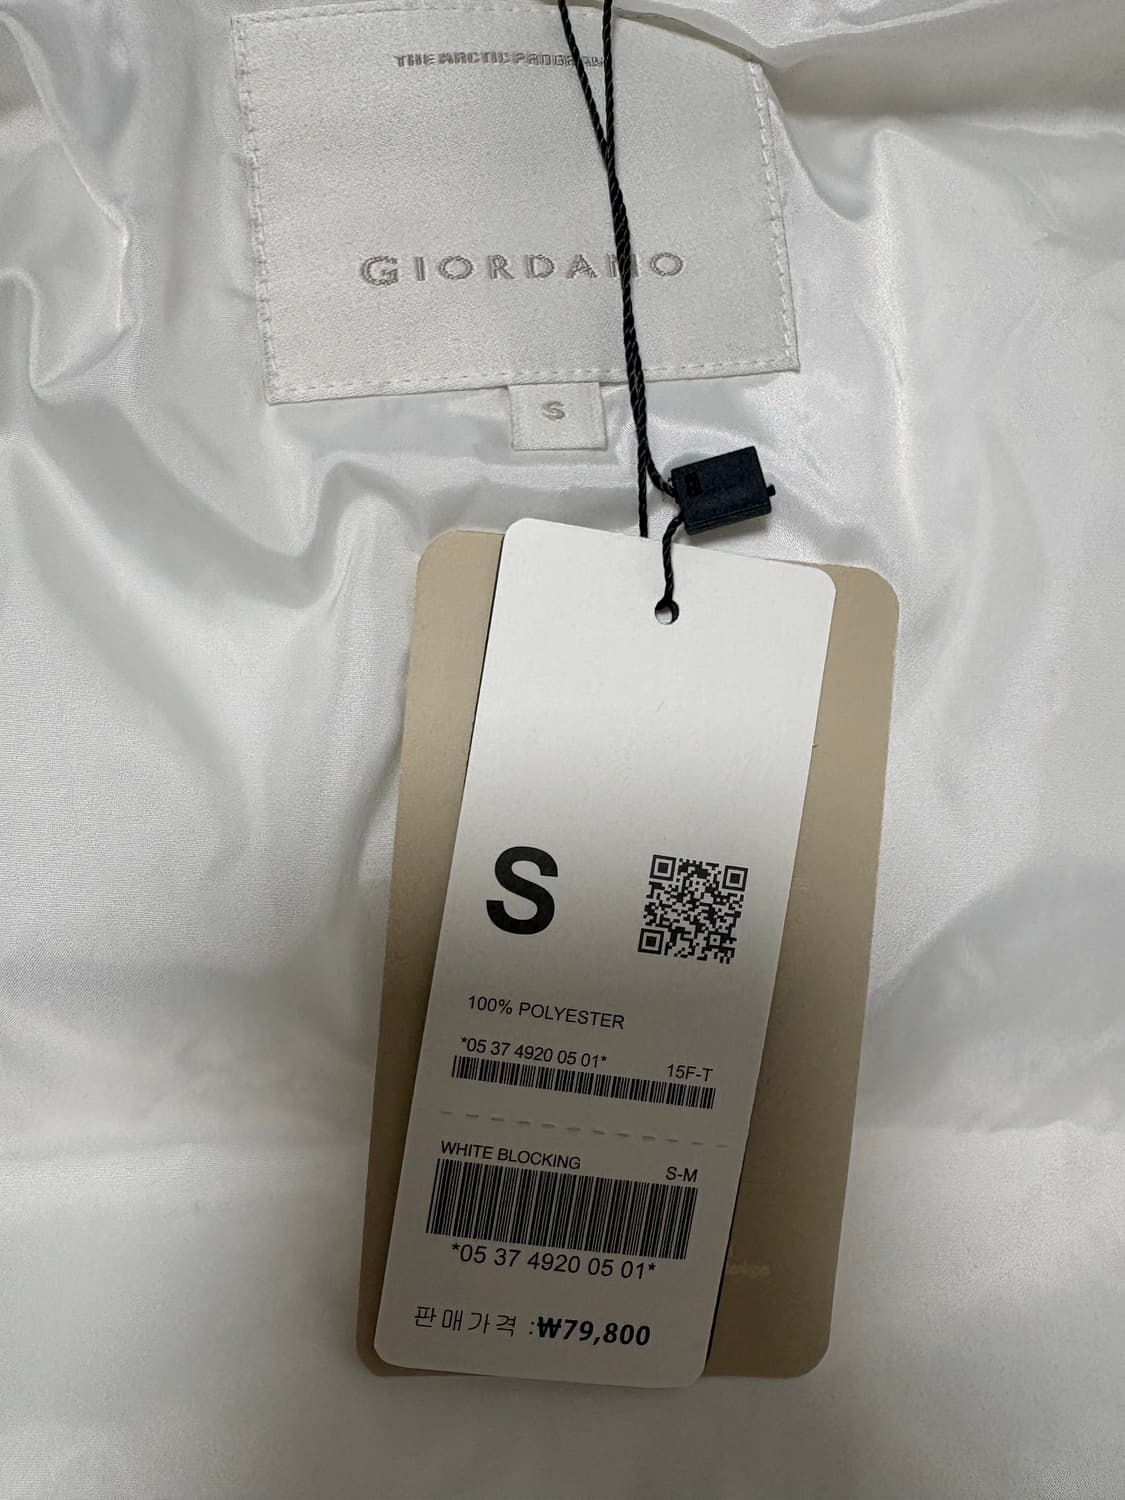 THE ARCTIC PROGRAM
GIORDANO
S
S
100% POLYESTER
*05 37 4920 05 01*
15F-T
WHITE BLOCKING
S-M
*05 37 4920 05 01*
판매가격 :₩79,800